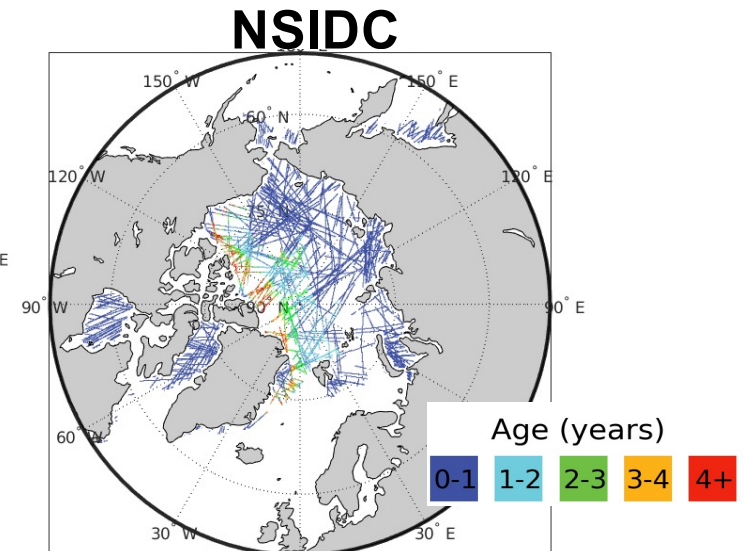 NSIDC
150° W
150° E
60° N
120° W
120° E
75° N
E
90° W
90° N
90° E
60° W
Age (years)
0-1
1-2
2-3
3-4
4+
30° W
30° E